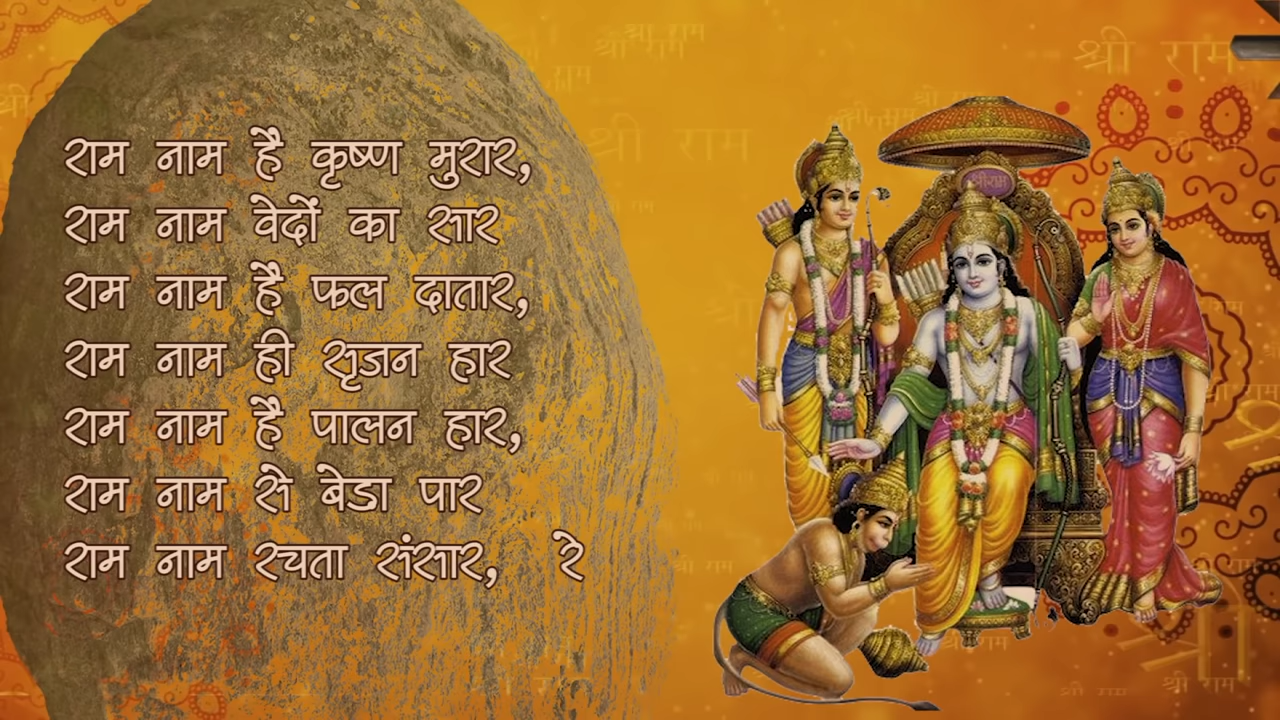 राम नाम है कृष्ण मुरार,
राम नाम वेदों का सार
राम नाम है फल दातार,
राम नाम ही सृजन हार
राम नाम है पालन हार,
राम नाम से बेडा पार
राम नाम रचता संसार, रे
श्री राम
श्री राम
श्री राम
श्री राम
श्रीराम
श्री राम
श्री राम
श्री
श्री राम